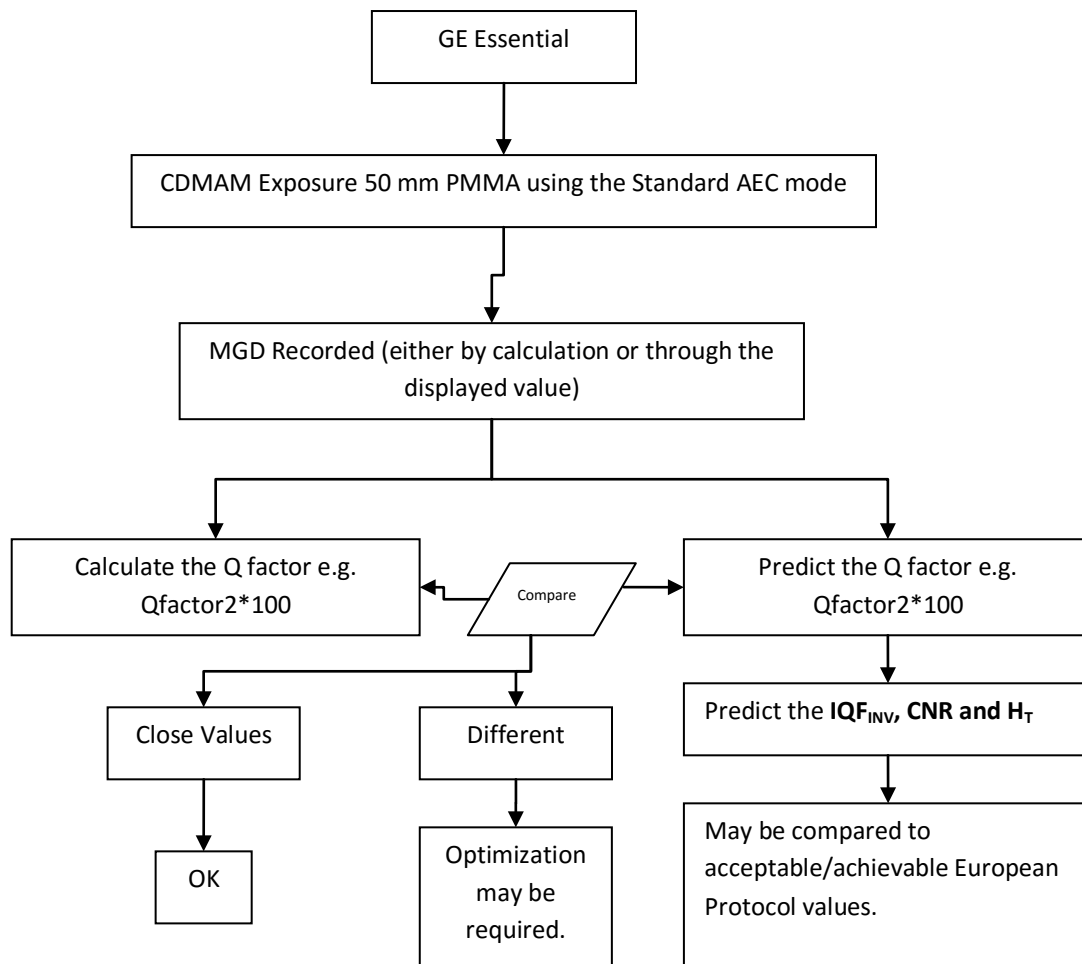 GE Essential
CDMAM Exposure 50 mm PMMA using the Standard AEC mode
MGD Recorded (either by calculation or through the
displayed value)
Calculate the Q factor e.g.
Qfactor2*100
Compare
Predict the Q factor e.g.
Qfactor2*100
Close Values
Different
Predict the IQF_INV, CNR and H_T
OK
Optimization
may be
required.
May be compared to
acceptable/achievable European
Protocol values.